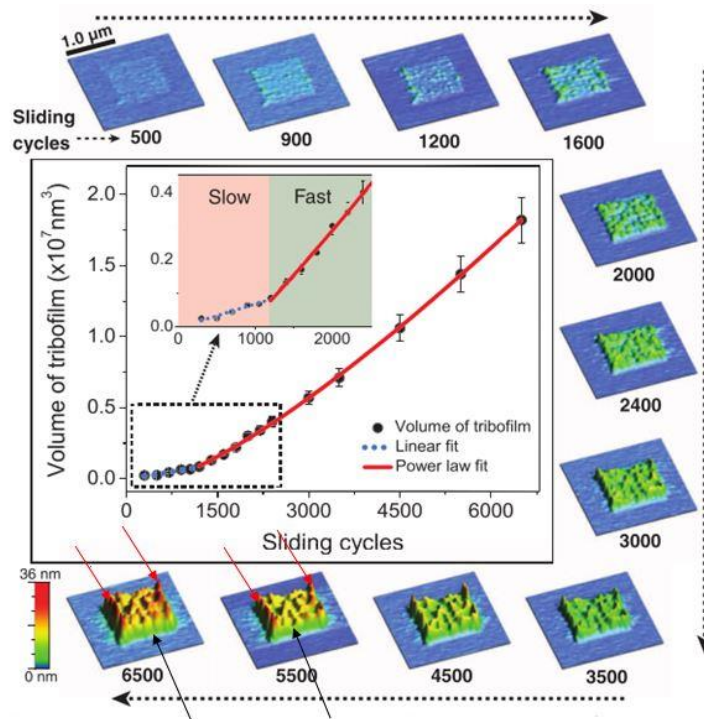 1.0 µm
Sliding
cycles
500
900
1200
1600
2000
2400
3000
3500
4500
5500
6500
Volume of tribofilm (x10⁷nm³)
2.0
1.5
1.0
0.5
0.0
0 1500 3000 4500 6000
Sliding cycles
Slow Fast
0.4
0.2
0.0
0 1000 2000
Volume of tribofilm
Linear fit
Power law fit
36 nm
0 nm